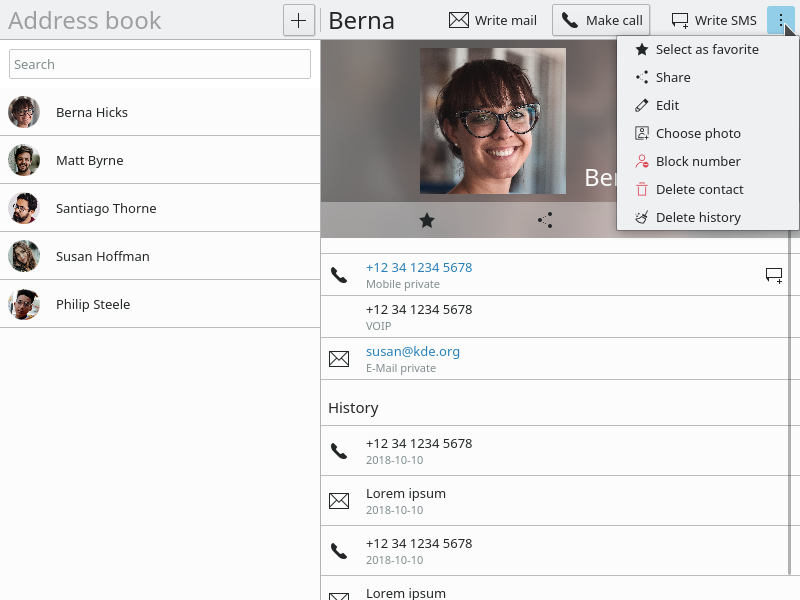 Address book
Berna
Write mail
Make call
Write SMS
Search
Berna Hicks
Matt Byrne
Santiago Thorne
Susan Hoffman
Philip Steele
Select as favorite
Share
Edit
Choose photo
Block number
Delete contact
Delete history
+12 34 1234 5678
Mobile private
+12 34 1234 5678
VOIP
susan@kde.org
E-Mail private
History
+12 34 1234 5678
2018-10-10
Lorem ipsum
2018-10-10
+12 34 1234 5678
2018-10-10
Lorem ipsum